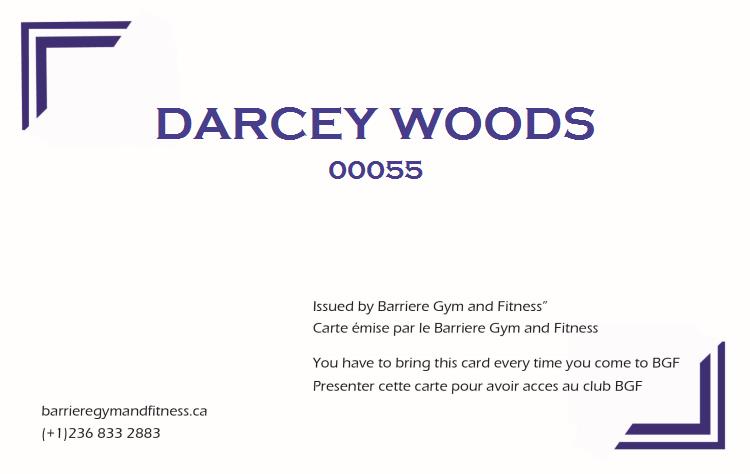 DARCEY WOODS
00055
Issued by Barriere Gym and Fitness”
Carte émise par le Barriere Gym and Fitness
You have to bring this card every time you come to BGF
Presenter cette carte pour avoir acces au club BGF
barrieregymandfitness.ca
(+1)236 833 2883